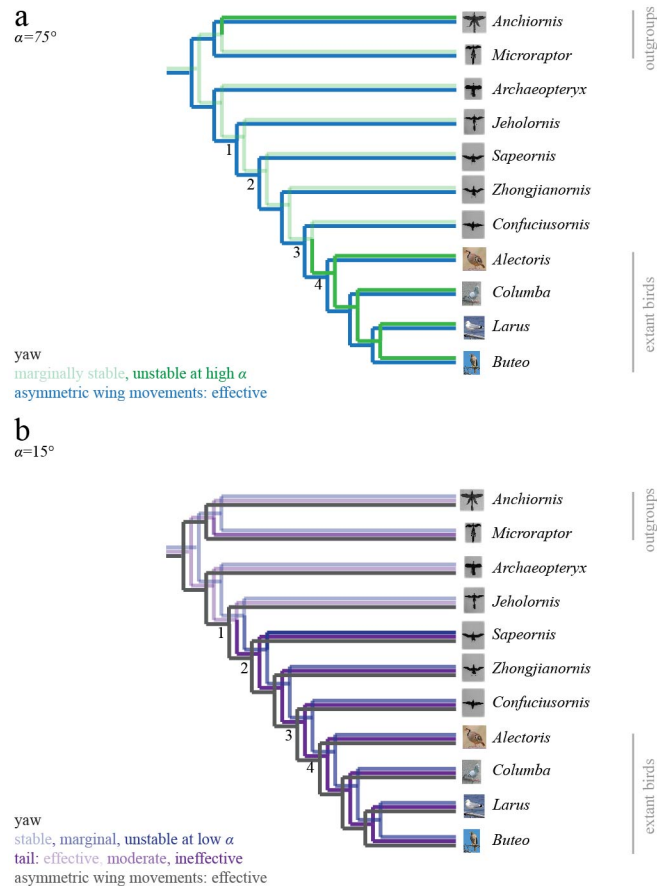 a
α=75°
Anchiornis
Microraptor
outgroups
Archaeopteryx
Jeholornis
1
Sapeornis
2
Zhongjianornis
Confuciusornis
3
Alectoris
4
Columba
Larus
Buteo
extant birds
yaw
marginally stable, unstable at high α
asymmetric wing movements: effective
b
α=15°
Anchiornis
Microraptor
outgroups
Archaeopteryx
Jeholornis
1
Sapeornis
2
Zhongjianornis
Confuciusornis
3
Alectoris
4
Columba
Larus
Buteo
extant birds
yaw
stable, marginal, unstable at low α
tail: effective, moderate, ineffective
asymmetric wing movements: effective